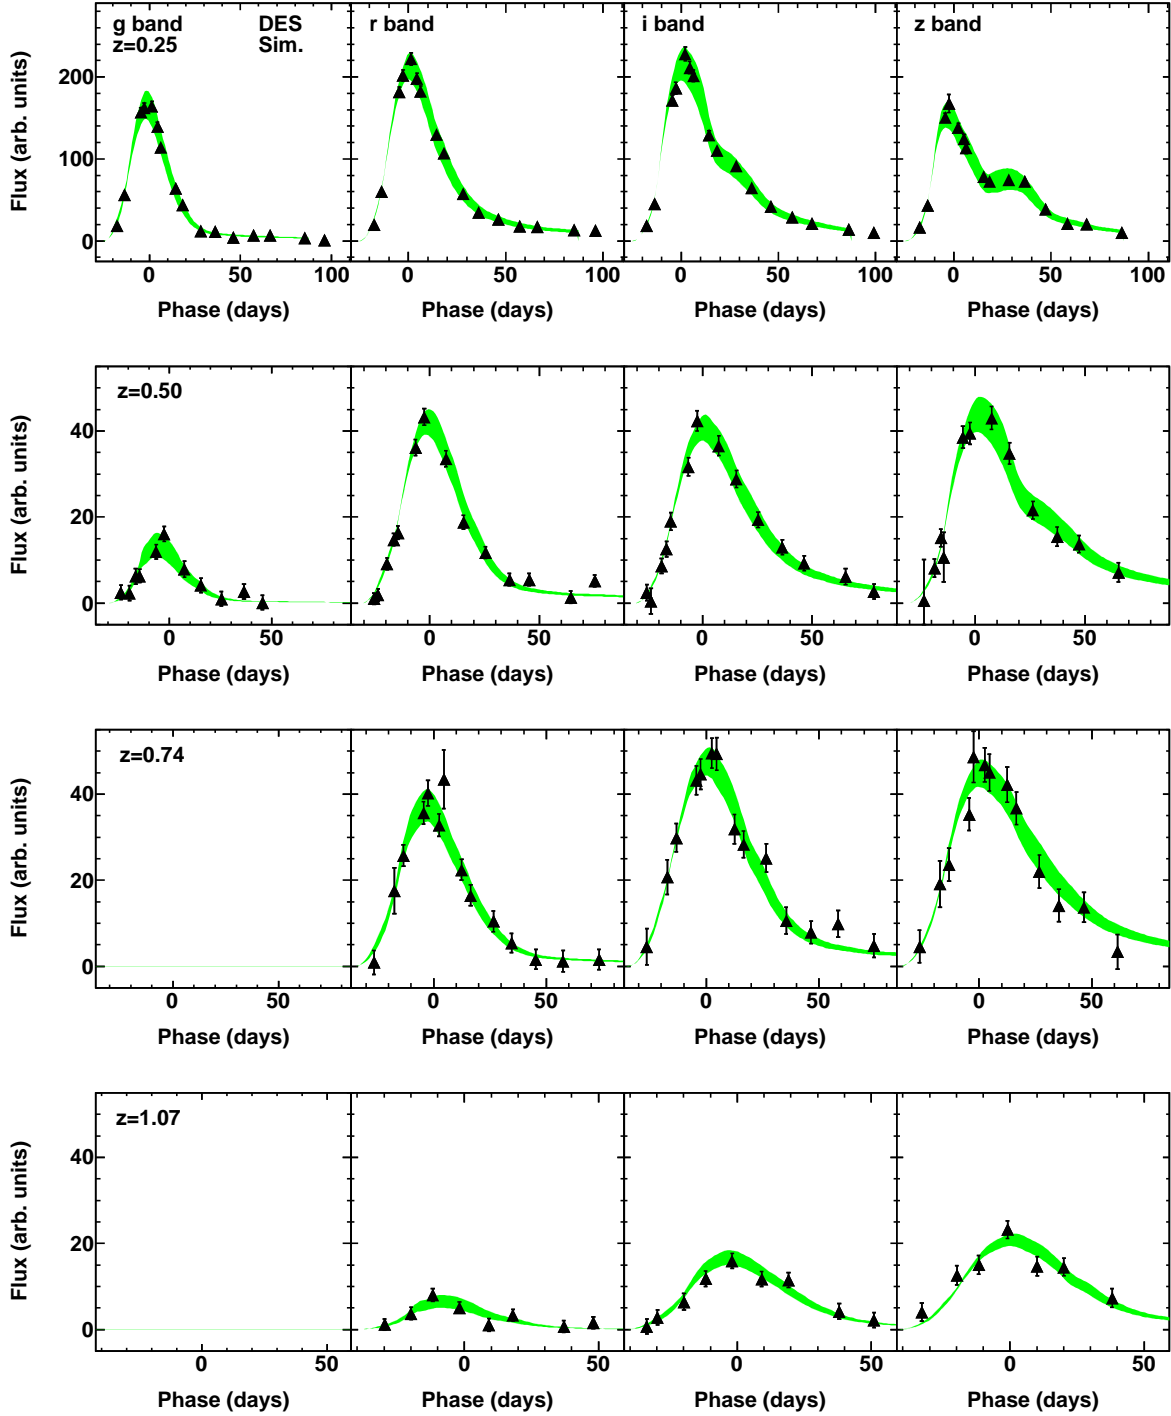 g band DES r band i band z band
z=0.25 Sim.
200
100
0
Flux (arb. units)
0 50 100 0 50 100 0 50 100 0 50 100
Phase (days) Phase (days) Phase (days) Phase (days)
z=0.50
40
20
0
Flux (arb. units)
0 50 0 50 0 50 0 50
Phase (days) Phase (days) Phase (days) Phase (days)
z=0.74
40
20
0
Flux (arb. units)
0 50 0 50 0 50 0 50
Phase (days) Phase (days) Phase (days) Phase (days)
z=1.07
40
20
0
Flux (arb. units)
0 50 0 50 0 50 0 50
Phase (days) Phase (days) Phase (days) Phase (days)